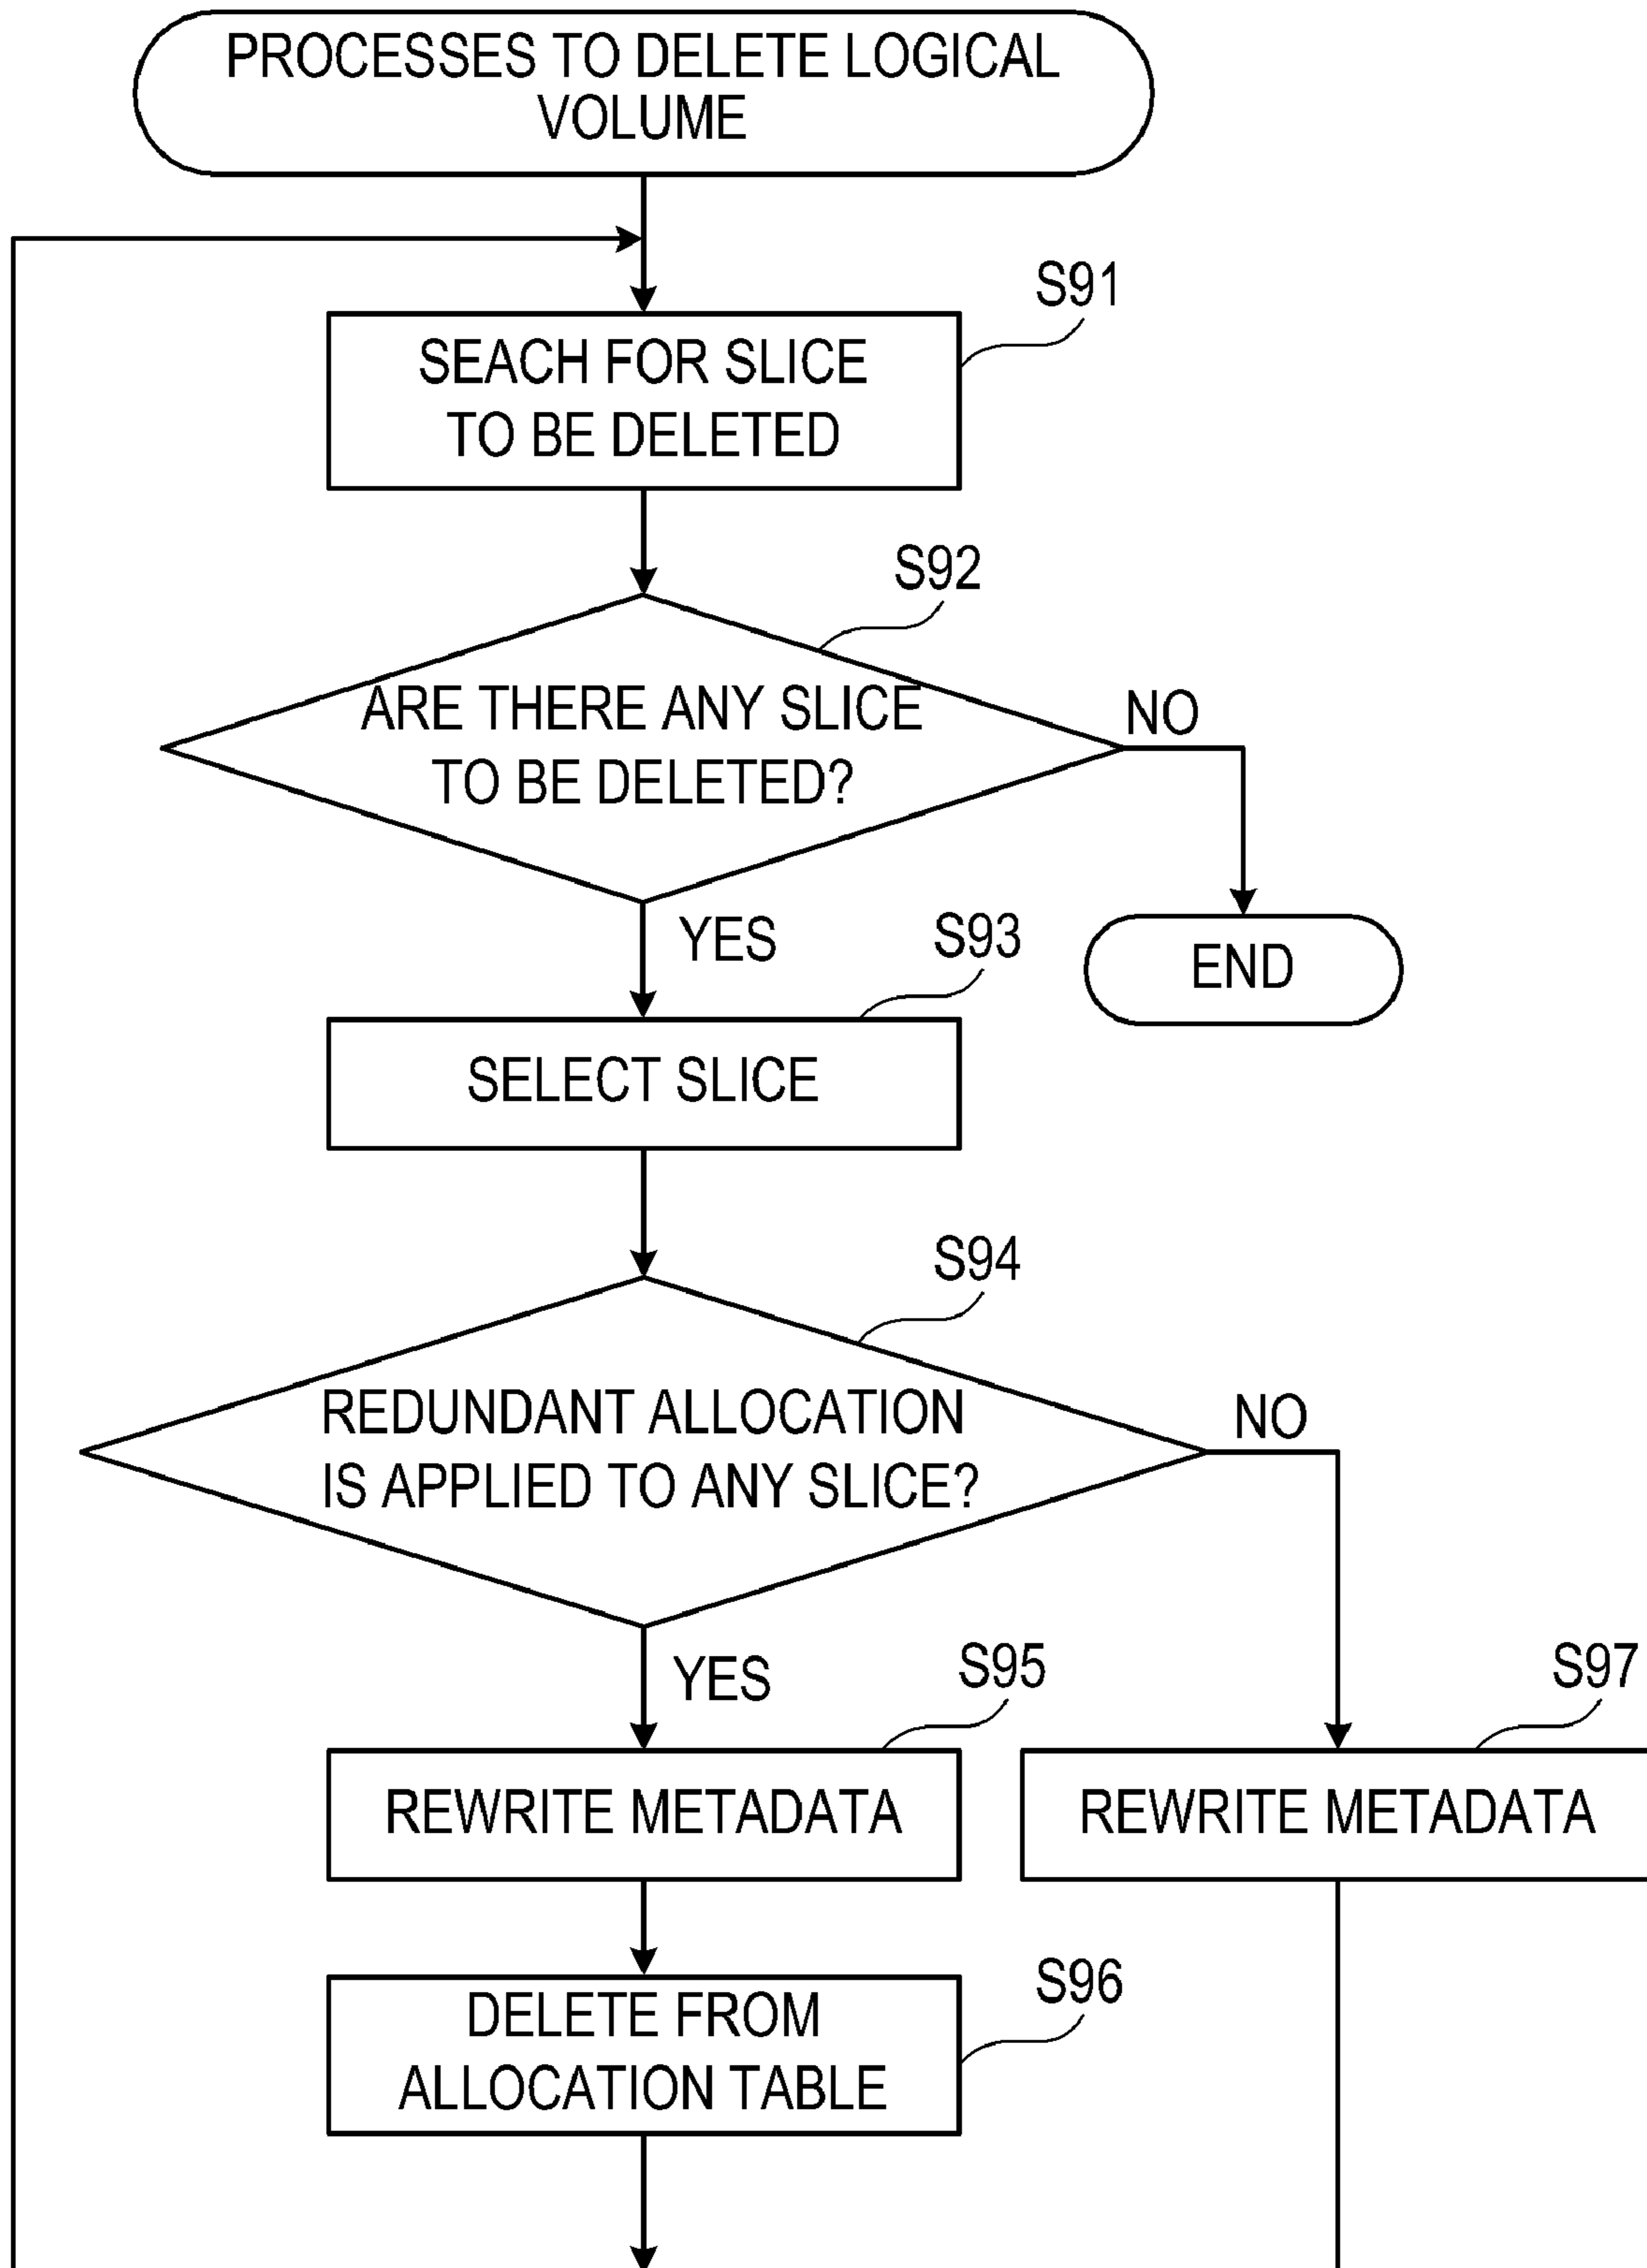 PROCESSES TO DELETE LOGICAL
VOLUME
S91
SEACH FOR SLICE
TO BE DELETED
S92
ARE THERE ANY SLICE
TO BE DELETED?
NO
YES
S93
END
SELECT SLICE
S94
REDUNDANT ALLOCATION
IS APPLIED TO ANY SLICE?
NO
YES
S95
S97
REWRITE METADATA
REWRITE METADATA
S96
DELETE FROM
ALLOCATION TABLE